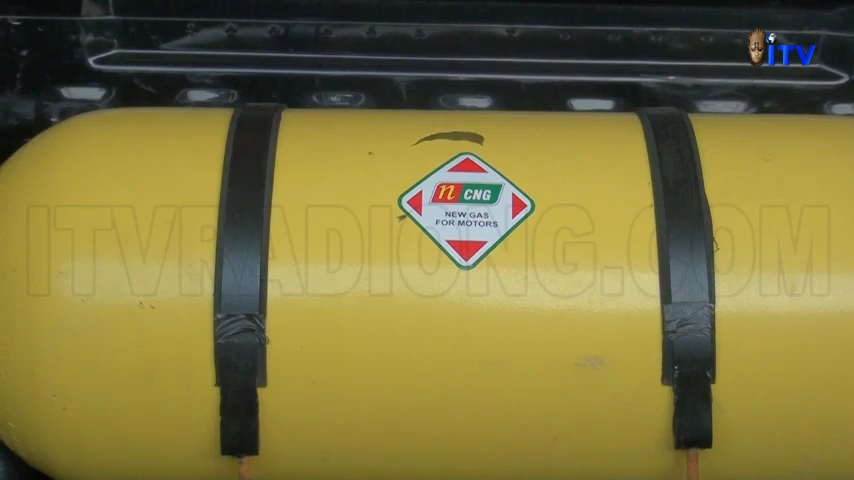 iTV
n CNG
NEW GAS
FOR MOTORS
ITVRADIONG.COM